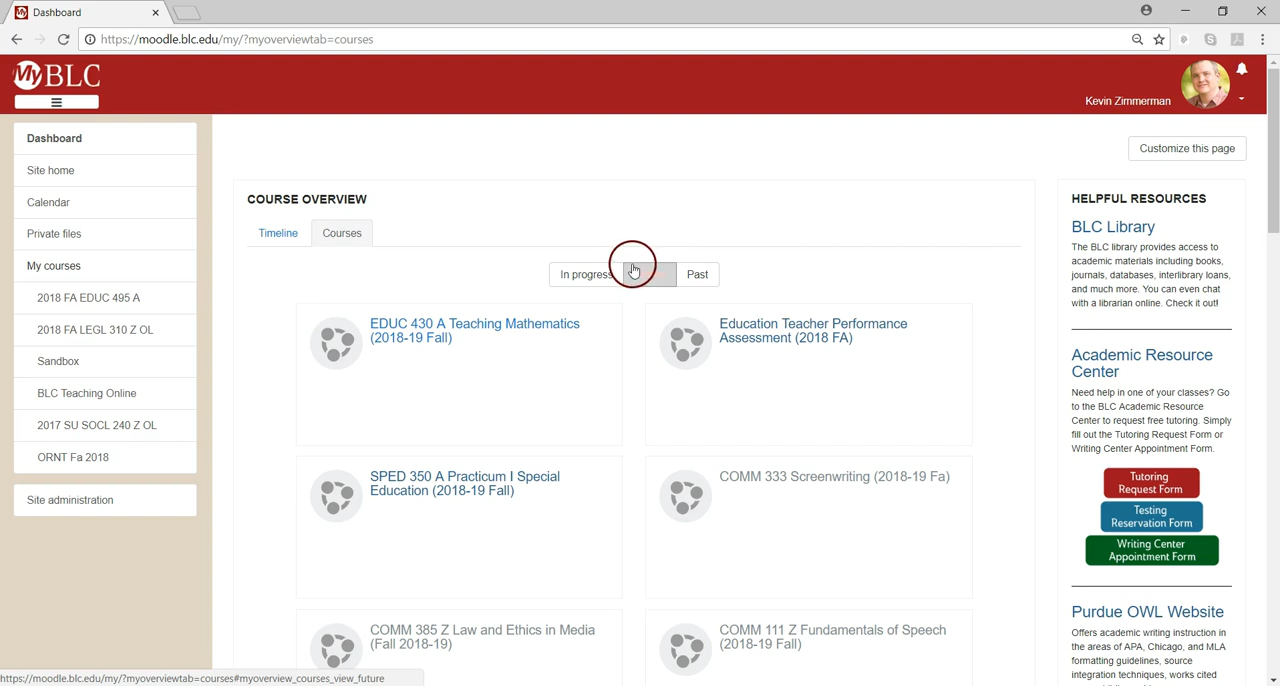 Dashboard
https://moodle.blc.edu/my/?myoverviewtab=courses
My BLC
Kevin Zimmerman
Dashboard
Site home
Calendar
Private files
My courses
2018 FA EDUC 495 A
2018 FA LEGL 310 Z OL
Sandbox
BLC Teaching Online
2017 SU SOCL 240 Z OL
ORNT Fa 2018
Site administration
Customize this page
COURSE OVERVIEW
Timeline
Courses
In progress
Past
EDUC 430 A Teaching Mathematics
(2018-19 Fall)
Education Teacher Performance
Assessment (2018 FA)
SPED 350 A Practicum I Special
Education (2018-19 Fall)
COMM 333 Screenwriting (2018-19 Fa)
COMM 385 Z Law and Ethics in Media
(Fall 2018-19)
COMM 111 Z Fundamentals of Speech
(2018-19 Fall)
HELPFUL RESOURCES
BLC Library
The BLC library provides access to
academic materials including books,
journals, databases, interlibrary loans,
and much more. You can even chat
with a librarian online. Check it out!
Academic Resource
Center
Need help in one of your classes? Go
to the BLC Academic Resource
Center to request free tutoring. Simply
fill out the Tutoring Request Form or
Writing Center Appointment Form.
Tutoring
Request Form
Testing
Reservation Form
Writing Center
Appointment Form
Purdue OWL Website
Offers academic writing instruction in
the areas of APA, Chicago, and MLA
formatting guidelines, source
integration techniques, works cited
https://moodle.blc.edu/my/?myoverviewtab=courses#myoverview_courses_view_future